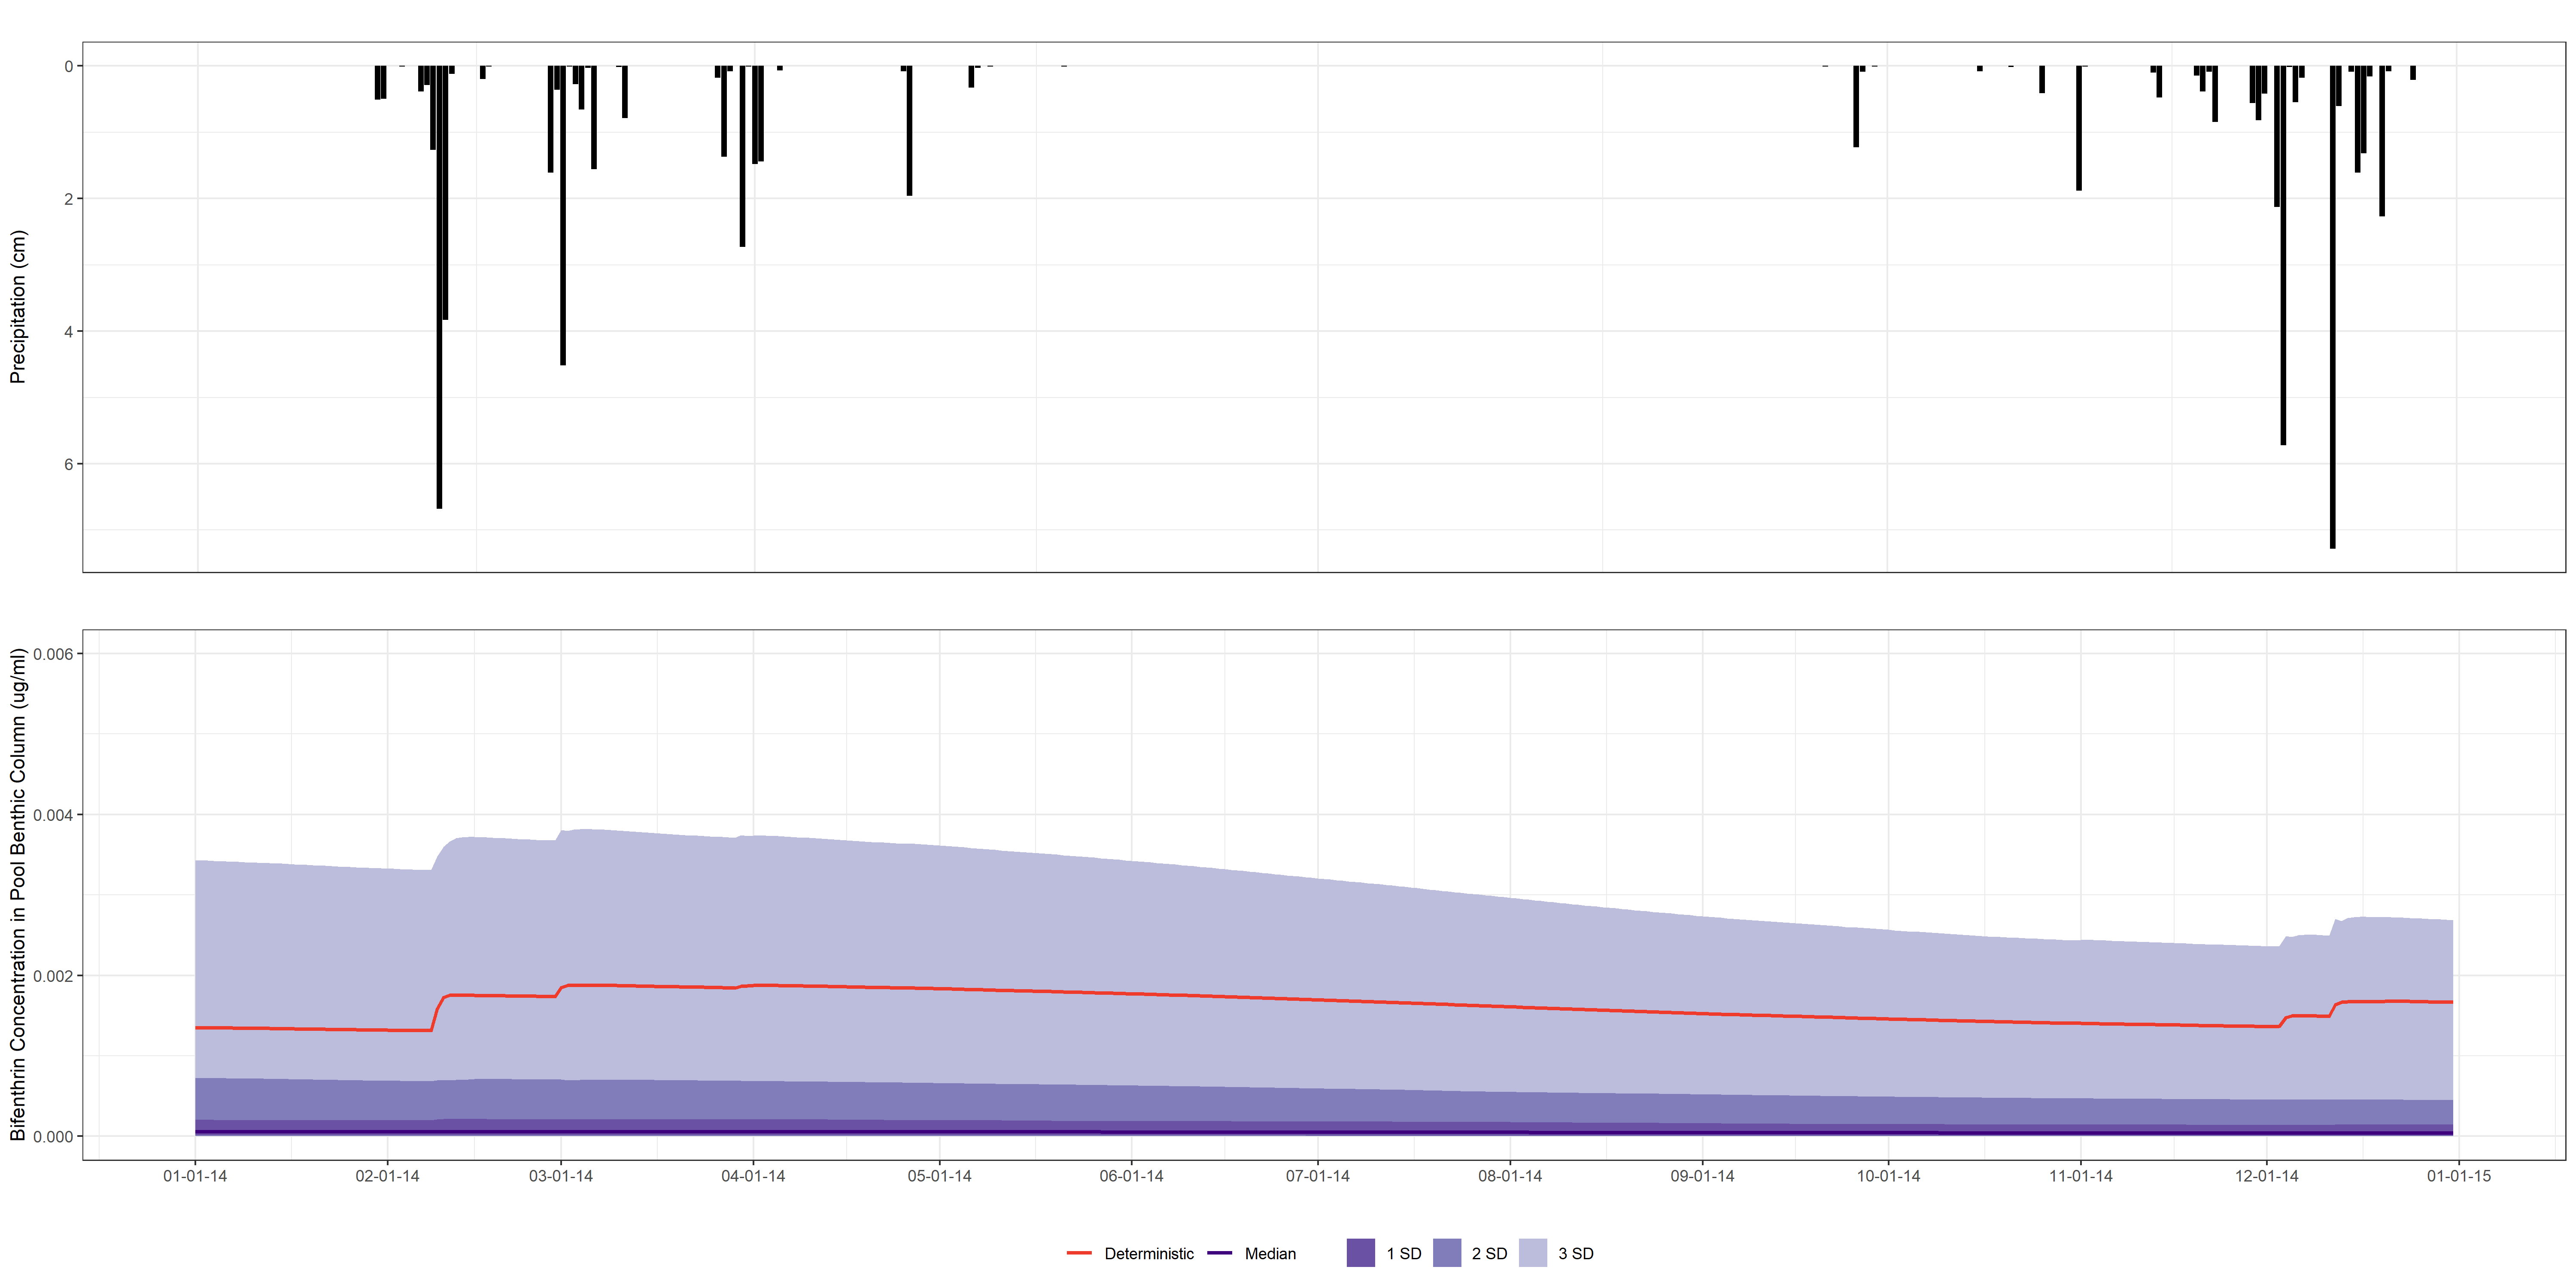 0
2
4
6
Precipitation (cm)
0.006
0.004
0.002
0.000
Bifenthrin Concentration in Pool Benthic Column (ug/ml)
01-01-14 02-01-14 03-01-14 04-01-14 05-01-14 06-01-14 07-01-14 08-01-14 09-01-14 10-01-14 11-01-14 12-01-14 01-01-15
Deterministic Median 1 SD 2 SD 3 SD